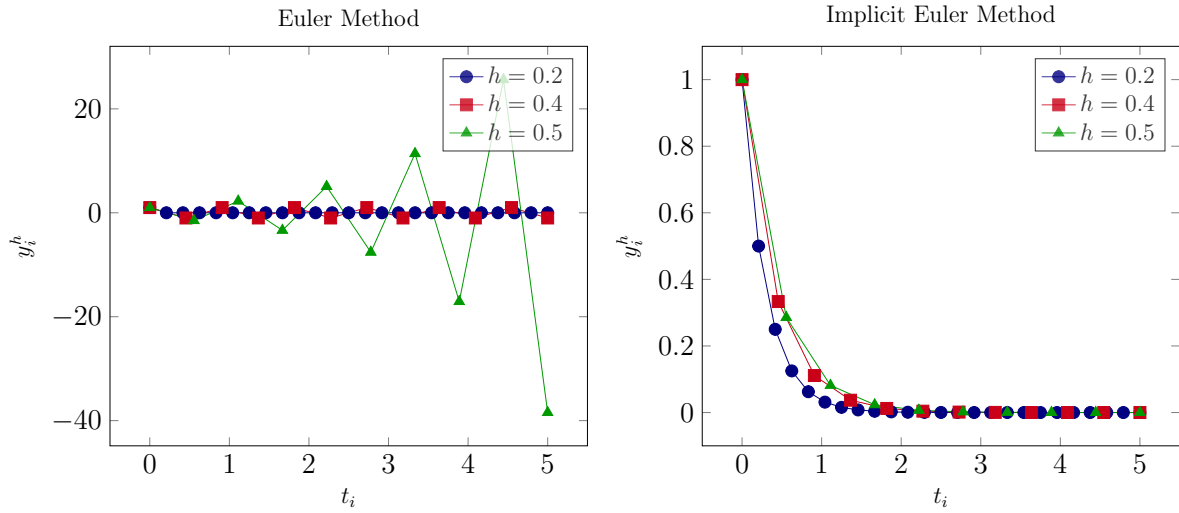 Euler Method
20
0
−20
−40
0 1 2 3 4 5
y_i^h
t_i
h = 0.2
h = 0.4
h = 0.5
Implicit Euler Method
1
0.8
0.6
0.4
0.2
0
0 1 2 3 4 5
y_i^h
t_i
h = 0.2
h = 0.4
h = 0.5